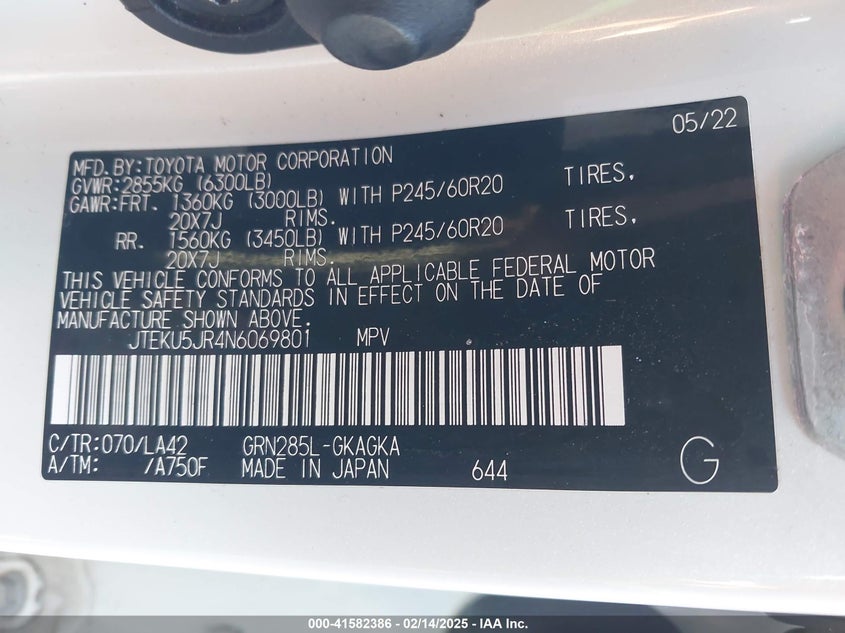 05/22
MFD.BY:TOYOTA MOTOR CORPORATION
GVWR:2855KG (6300LB)
GAWR:FRT. 1360KG (3000LB) WITH P245/60R20 TIRES,
20X7J RIMS.
RR. 1560KG (3450LB) WITH P245/60R20 TIRES,
20X7J RIMS.
THIS VEHICLE CONFORMS TO ALL APPLICABLE FEDERAL MOTOR
VEHICLE SAFETY STANDARDS IN EFFECT ON THE DATE OF
MANUFACTURE SHOWN ABOVE.
JTEKU5JR4N6069801 MPV
C/TR:070/LA42 GRN285L-GKAGKA
A/TM: /A750F MADE IN JAPAN 644 G
000-41582386 - 02/14/2025 - IAA Inc.